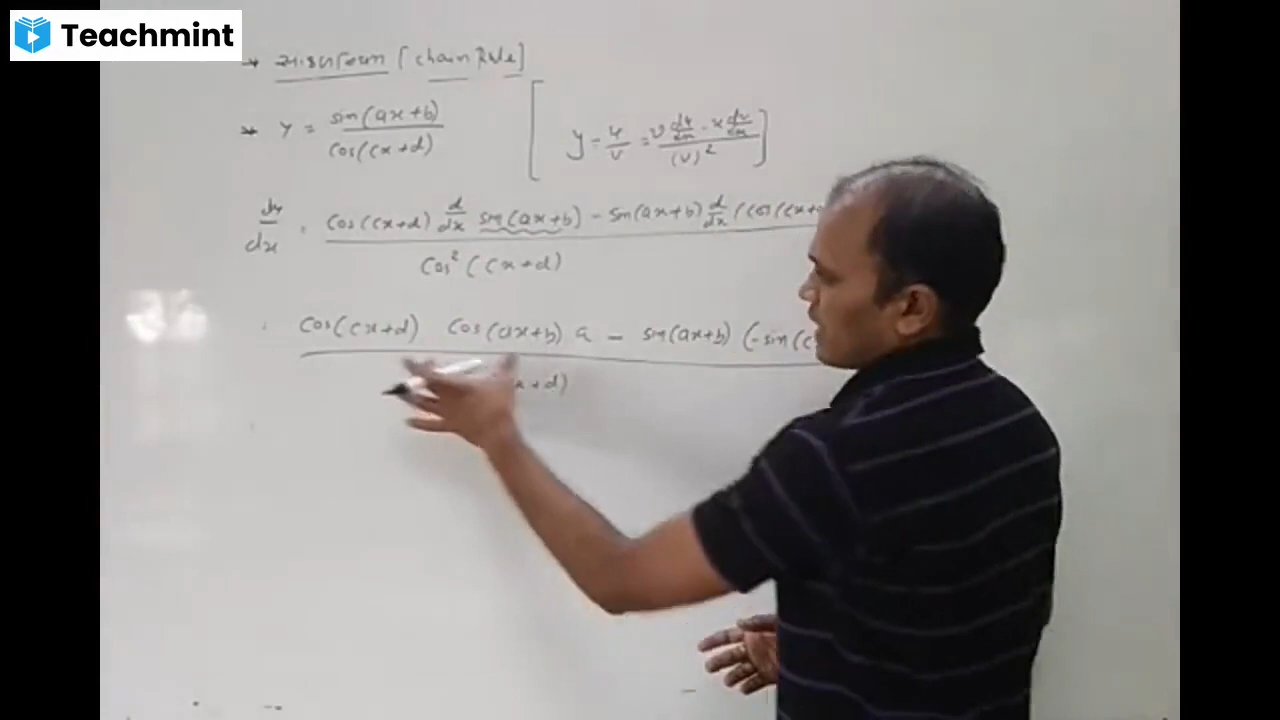 Teachmint
[chain Rule]
* y = sin(ax+b) / cos(cx+d)
[ y = u/v = v du/dx - u dv/dx / (v)² ]
dy/dx = cos(cx+d) d/dx sin(ax+b) - sin(ax+b) d/dx (cos(cx+
cos² (cx+d)
cos(cx+d) cos(ax+b) a - sin(ax+b) (-sin(c
x+d)